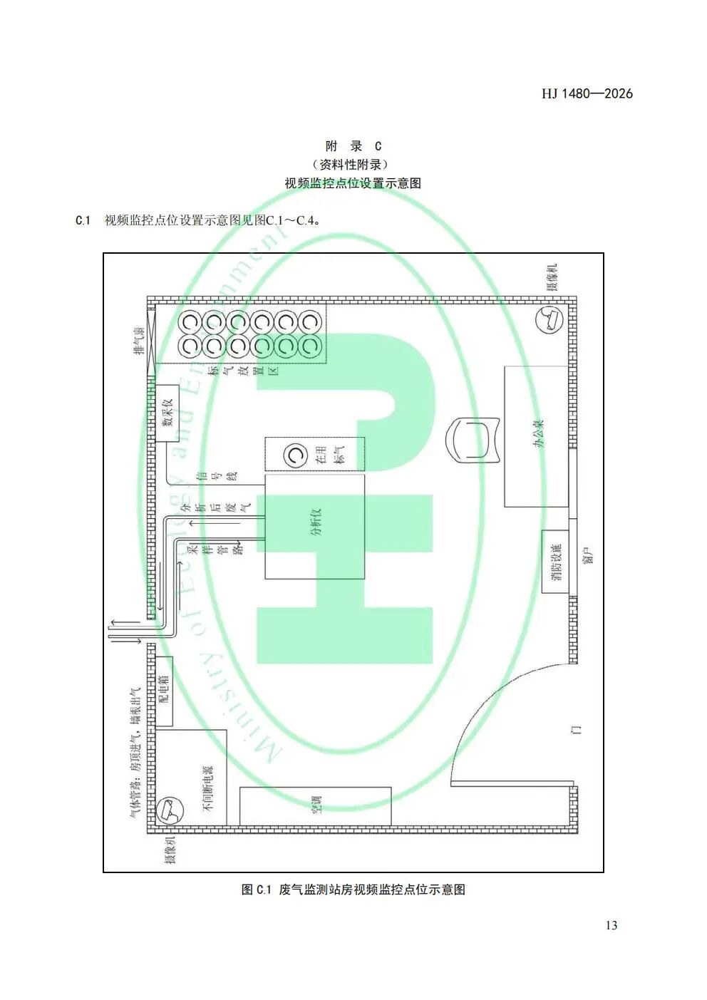 HJ 1480—2026
附 录 C
（资料性附录）
视频监控点位设置示意图
C.1 视频监控点位设置示意图见图C.1～C.4。
摄像机
排气扇
标气放置区
数采仪
信号线
在用
标气
办公桌
分析后废气
分析仪
采样管路
消防设施
窗户
气体管路：房顶进气，墙根出气
配电箱
门
不间断电源
空调
摄像机
Ministry of Ecology and Environment
HJ
图 C.1 废气监测站房视频监控点位示意图
13